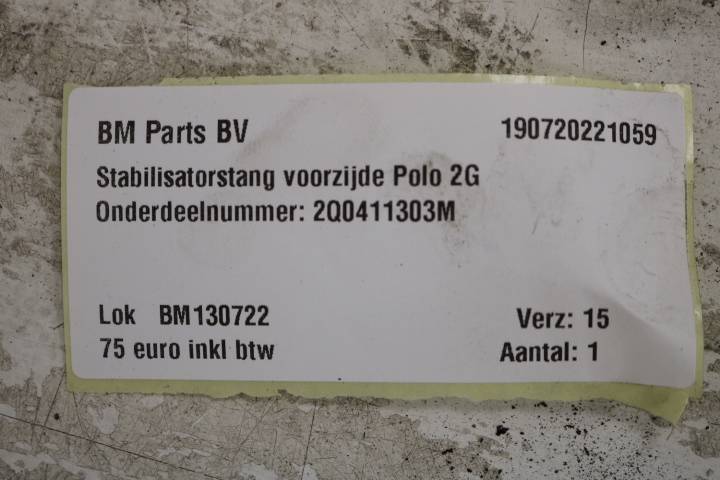 BM Parts BV 190720221059
Stabilisatorstang voorzijde Polo 2G
Onderdeelnummer: 2Q0411303M
Lok BM130722 Verz: 15
75 euro inkl btw Aantal: 1